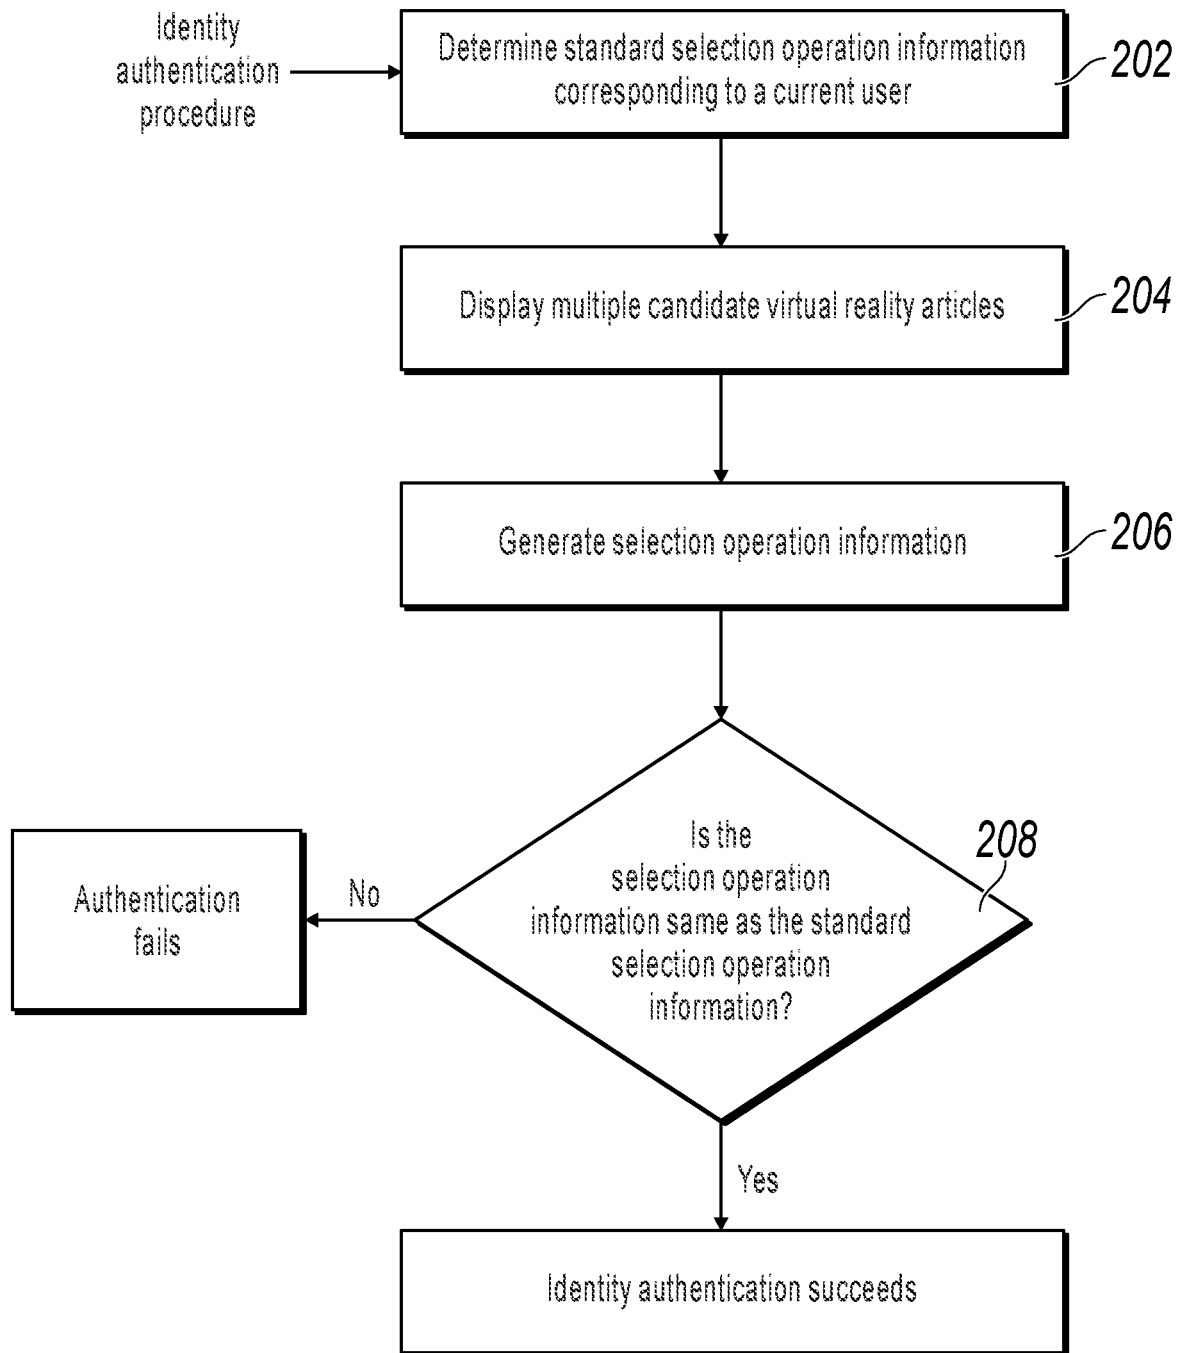 Identity
authentication
procedure
Determine standard selection operation information
corresponding to a current user
202
Display multiple candidate virtual reality articles
204
Generate selection operation information
206
Is the
selection operation
information same as the standard
selection operation
information?
208
No
Authentication
fails
Yes
Identity authentication succeeds